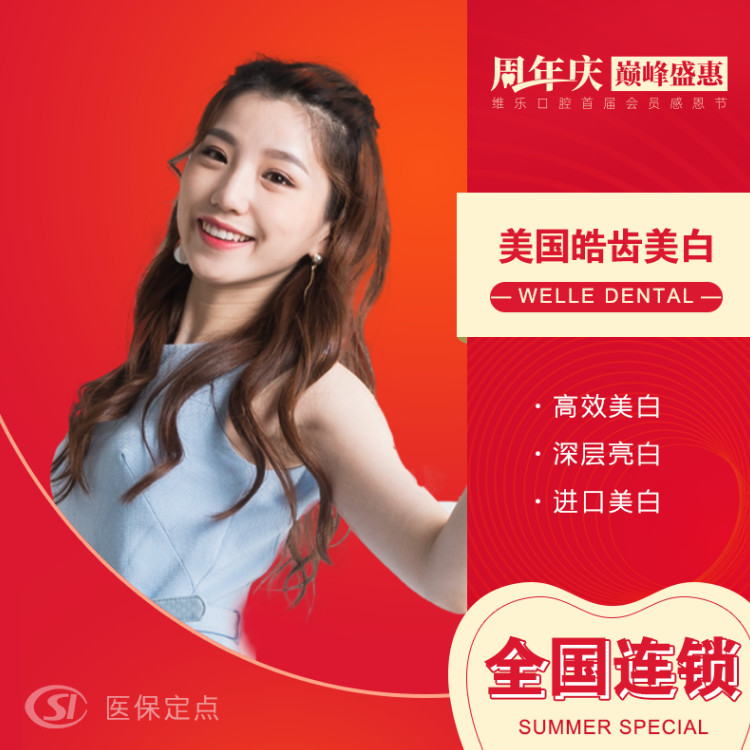 周年庆 巅峰盛惠
维乐口腔首届会员感恩节
美国皓齿美白
— WELLE DENTAL —
· 高效美白
· 深层亮白
· 进口美白
全国连锁
SUMMER SPECIAL
SI 医保定点